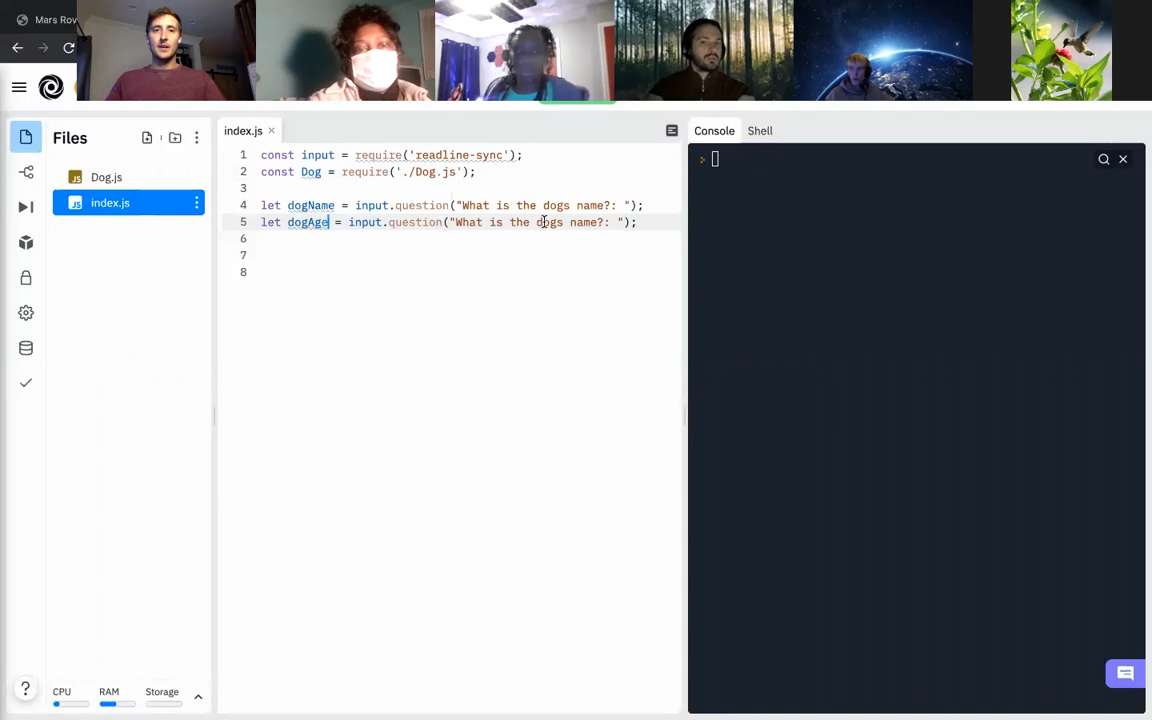 Mars Rov
Files
Dog.js
index.js
index.js
1 const input = require('readline-sync');
2 const Dog = require('./Dog.js');
3
4 let dogName = input.question("What is the dogs name?: ");
5 let dogAge = input.question("What is the dogs name?: ");
6
7
8
Console Shell
CPU RAM Storage